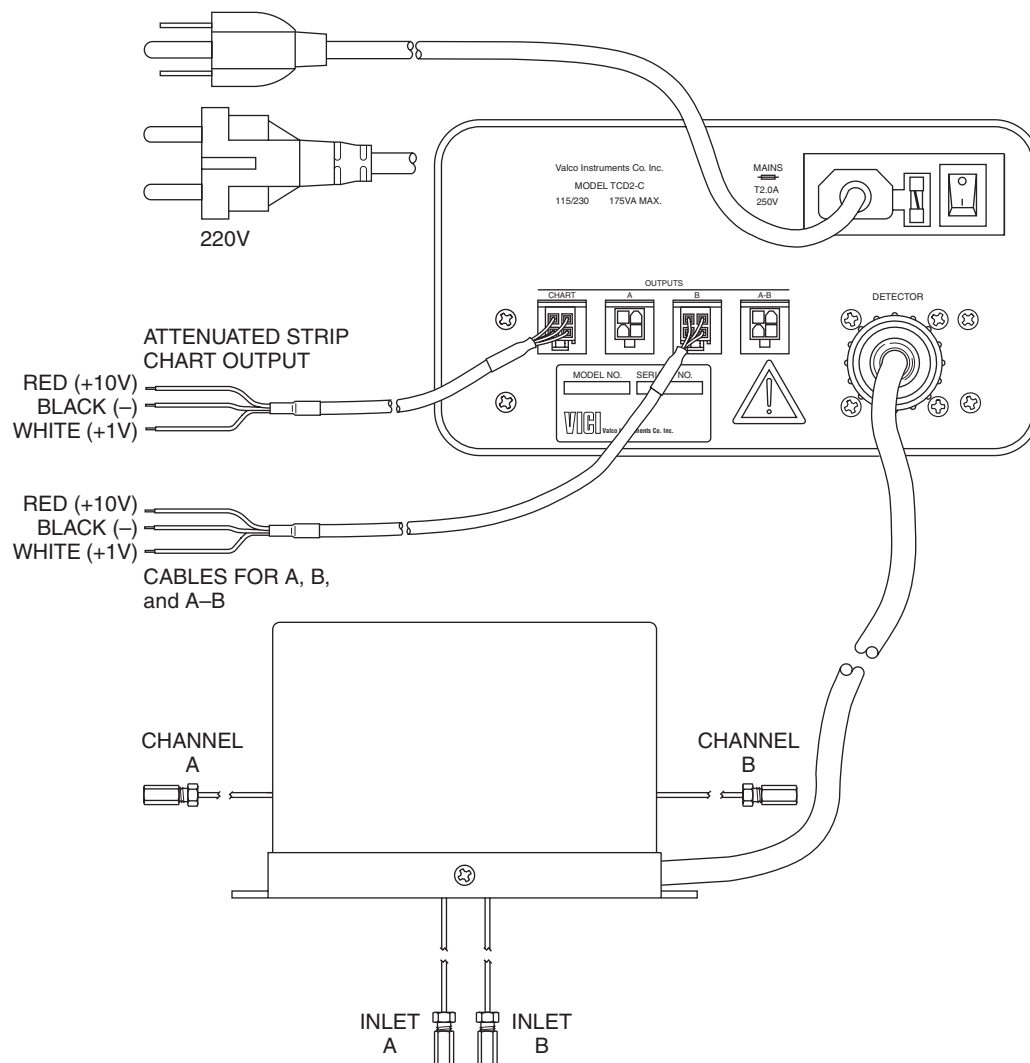 Valco Instruments Co. Inc.
MODEL TCD2-C
115/230 175VA MAX.
MAINS
T2.0A
250V
220V
OUTPUTS
CHART A B A-B
DETECTOR
ATTENUATED STRIP
CHART OUTPUT
RED (+10V)
BLACK (–)
WHITE (+1V)
MODEL NO. NO.
VICI Valco Inc.
RED (+10V)
BLACK (–)
WHITE (+1V)
CABLES FOR A, B,
and A–B
CHANNEL
A
CHANNEL
B
INLET
A
INLET
B